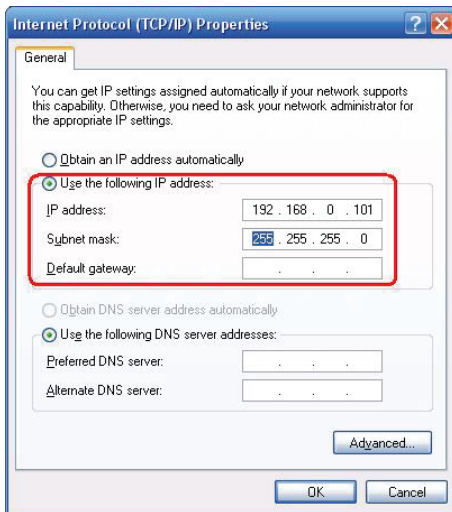 Internet Protocol (TCP/IP) Properties
General
You can get IP settings assigned automatically if your network supports
this capability. Otherwise, you need to ask your network administrator for
the appropriate IP settings.
Obtain an IP address automatically
Use the following IP address:
IP address: 192 . 168 . 0 . 101
Subnet mask: 255 . 255 . 255 . 0
Default gateway: . . .
Obtain DNS server address automatically
Use the following DNS server addresses:
Preferred DNS server: . . .
Alternate DNS server: . . .
Advanced...
OK Cancel